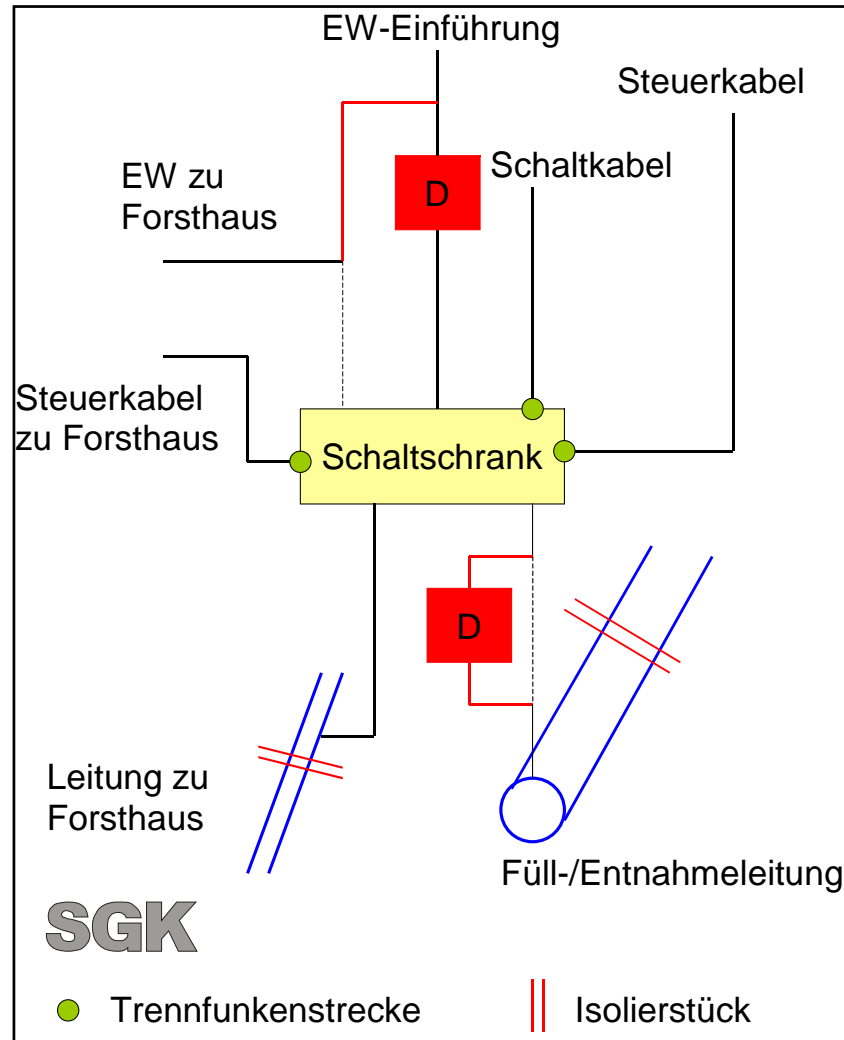 EW-Einführung
Steuerkabel
Schaltkabel
EW zu
Forsthaus
D
Steuerkabel
zu Forsthaus
Schaltschrank
D
Leitung zu
Forsthaus
Füll-/Entnahmeleitung
SGK
Trennfunkenstrecke
Isolierstück